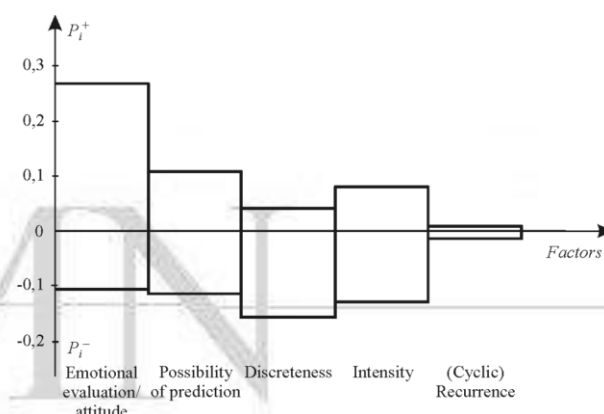 P_i^+
0,3
0,2
0,1
0
Factors
-0,1
-0,2
P_i^-
Emotional evaluation/ attitude
Possibility of prediction
Discreteness
Intensity
(Cyclic) Recurrence